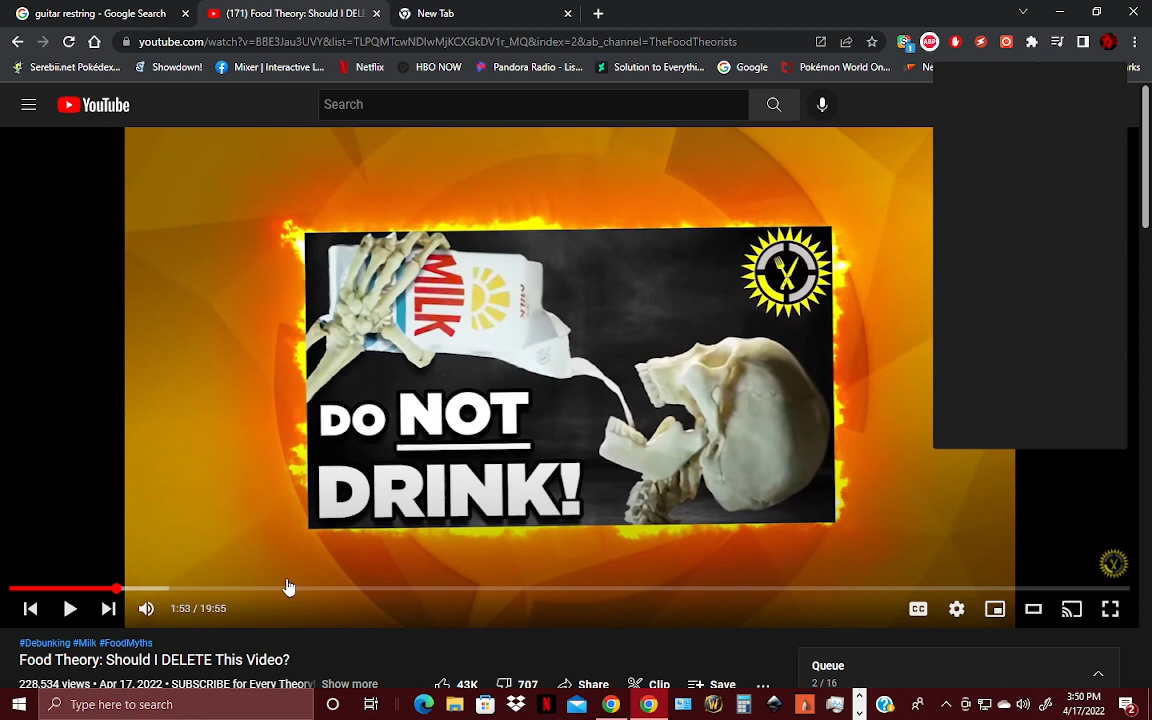 guitar restring - Google Search
(171) Food Theory: Should I DEL
New Tab
youtube.com/watch?v=BBE3Jau3UVY&list=TLPQMTcwNDIwMjKCXGkDV1r_MQ&index=2&ab_channel=TheFoodTheorists
Serebii.net Pokédex...
Showdown!
Mixer | Interactive L...
Netflix
HBO NOW
Pandora Radio - Lis...
Solution to Everythi...
Google
Pokémon World On...
YouTube
Search
MILK
DO NOT
DRINK!
1:53 / 19:55
CC
#Debunking #Milk #FoodMyths
Food Theory: Should I DELETE This Video?
228,534 views • Apr 17, 2022 • SUBSCRIBE for Every Theory
Show more
43K
707
Share
Clip
Save
Queue
2 / 16
Type here to search
3:50 PM
4/17/2022
2